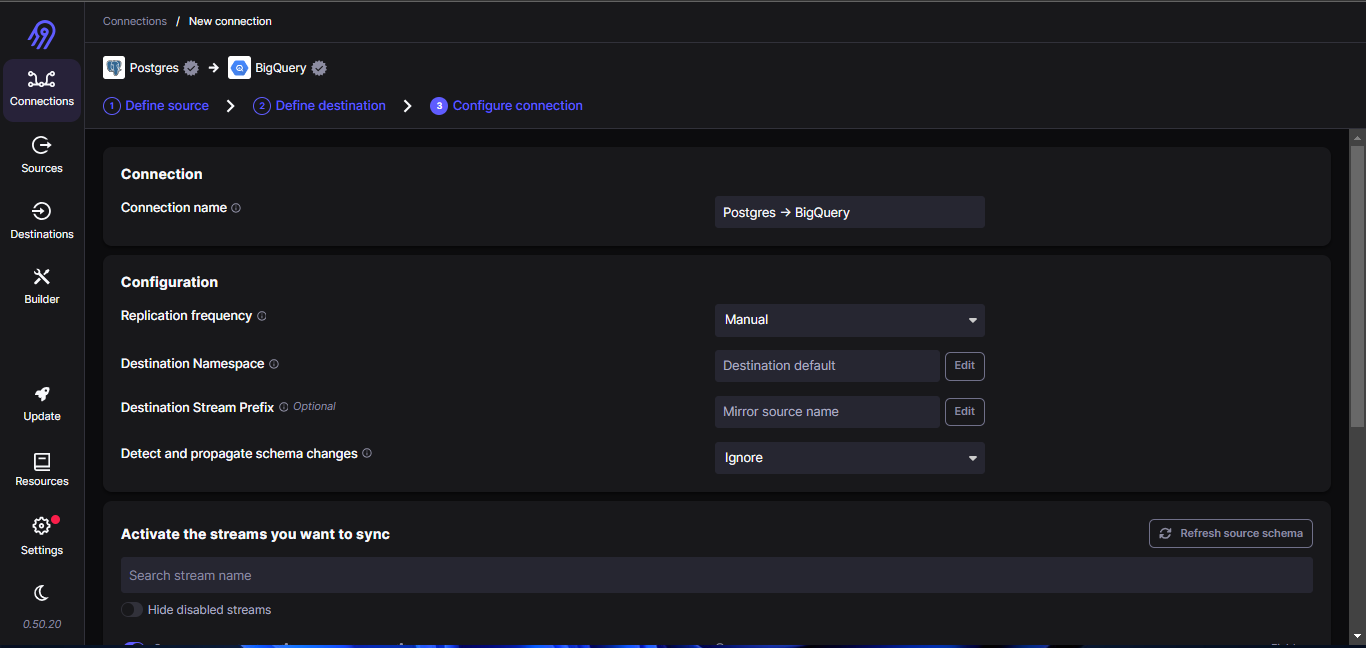 Connections / New connection
Postgres → BigQuery
1 Define source > 2 Define destination > 3 Configure connection
Connections
Sources
Destinations
Builder
Update
Resources
Settings
0.50.20
Connection
Connection name
Postgres → BigQuery
Configuration
Replication frequency
Manual
Destination Namespace
Destination default
Edit
Destination Stream Prefix Optional
Mirror source name
Edit
Detect and propagate schema changes
Ignore
Activate the streams you want to sync
Refresh source schema
Search stream name
Hide disabled streams